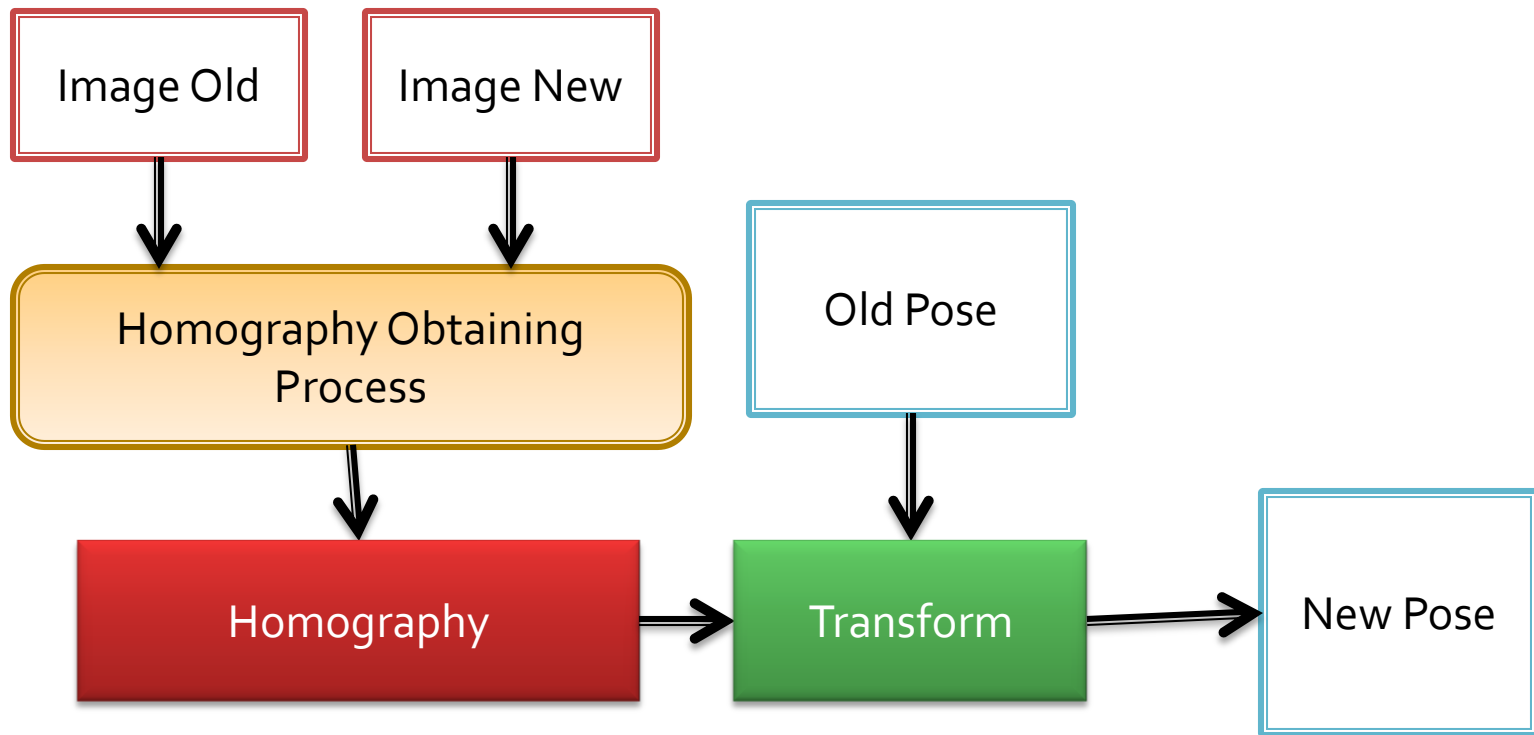 Image Old
Image New
Homography Obtaining
Process
Old Pose
Homography
Transform
New Pose